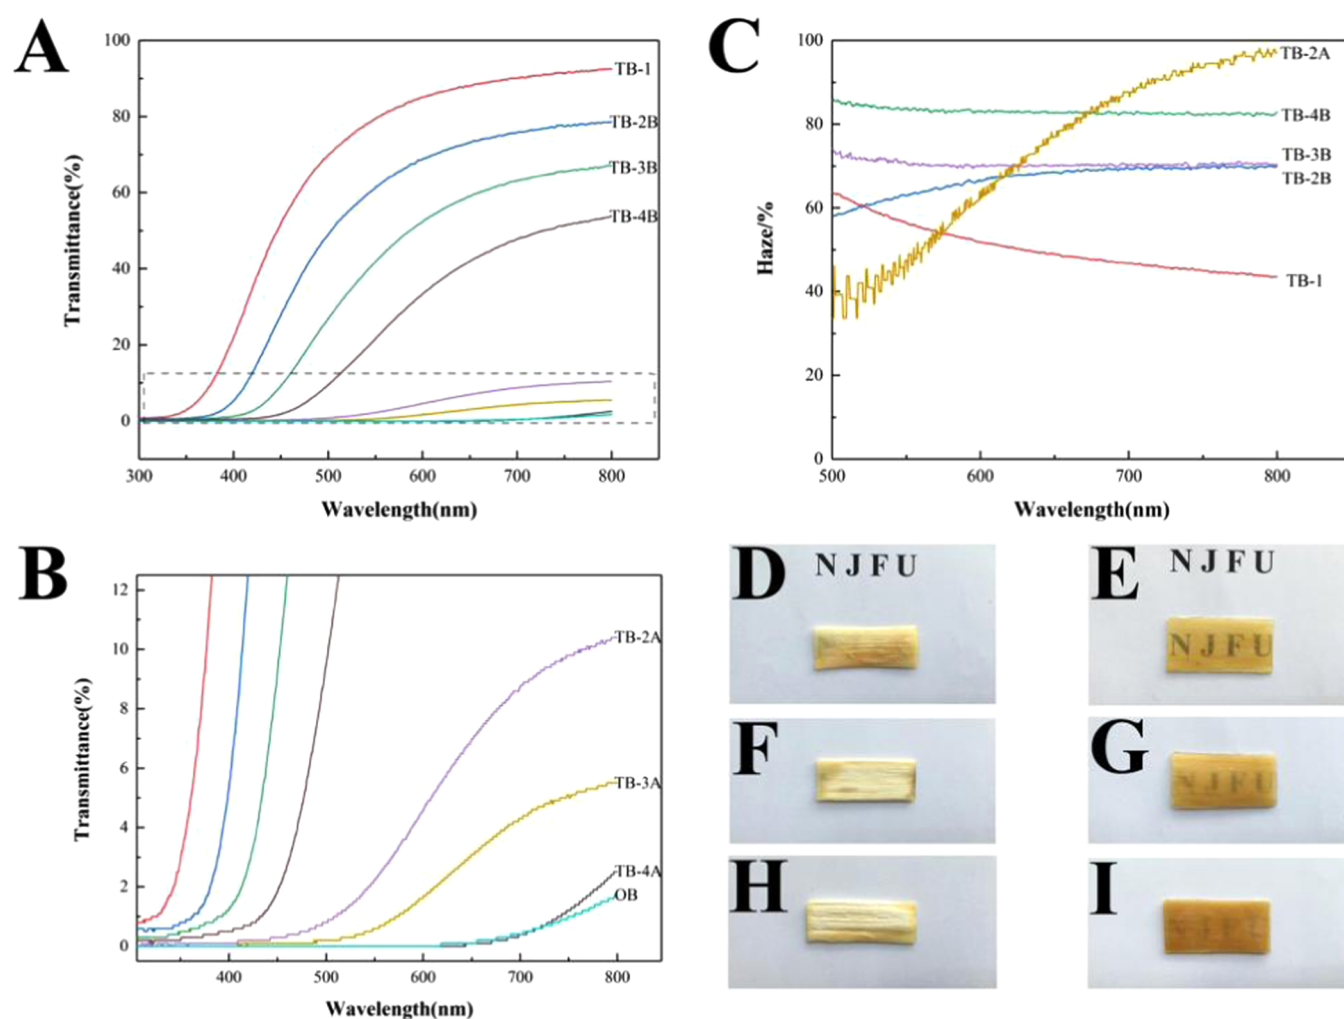 A
100
80
60
40
20
0
Transmittance(%)
TB-1
TB-2B
TB-3B
TB-4B
300 400 500 600 700 800
Wavelength(nm)
C
100
80
60
40
20
0
Haze/%
TB-2A
TB-4B
TB-3B
TB-2B
TB-1
500 600 700 800
Wavelength(nm)
B
12
10
8
6
4
2
0
Transmittance(%)
TB-2A
TB-3A
TB-4A
OB
400 500 600 700 800
Wavelength(nm)
D
N J F U
E
N J F U
N J F U
F
G
N J F U
H
I